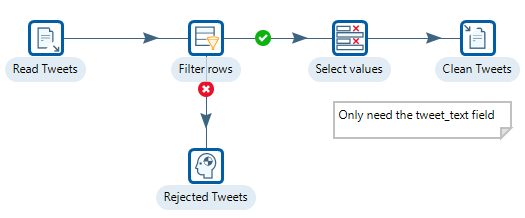 Read Tweets
Filter rows
Select values
Clean Tweets
Only need the tweet_text field
Rejected Tweets